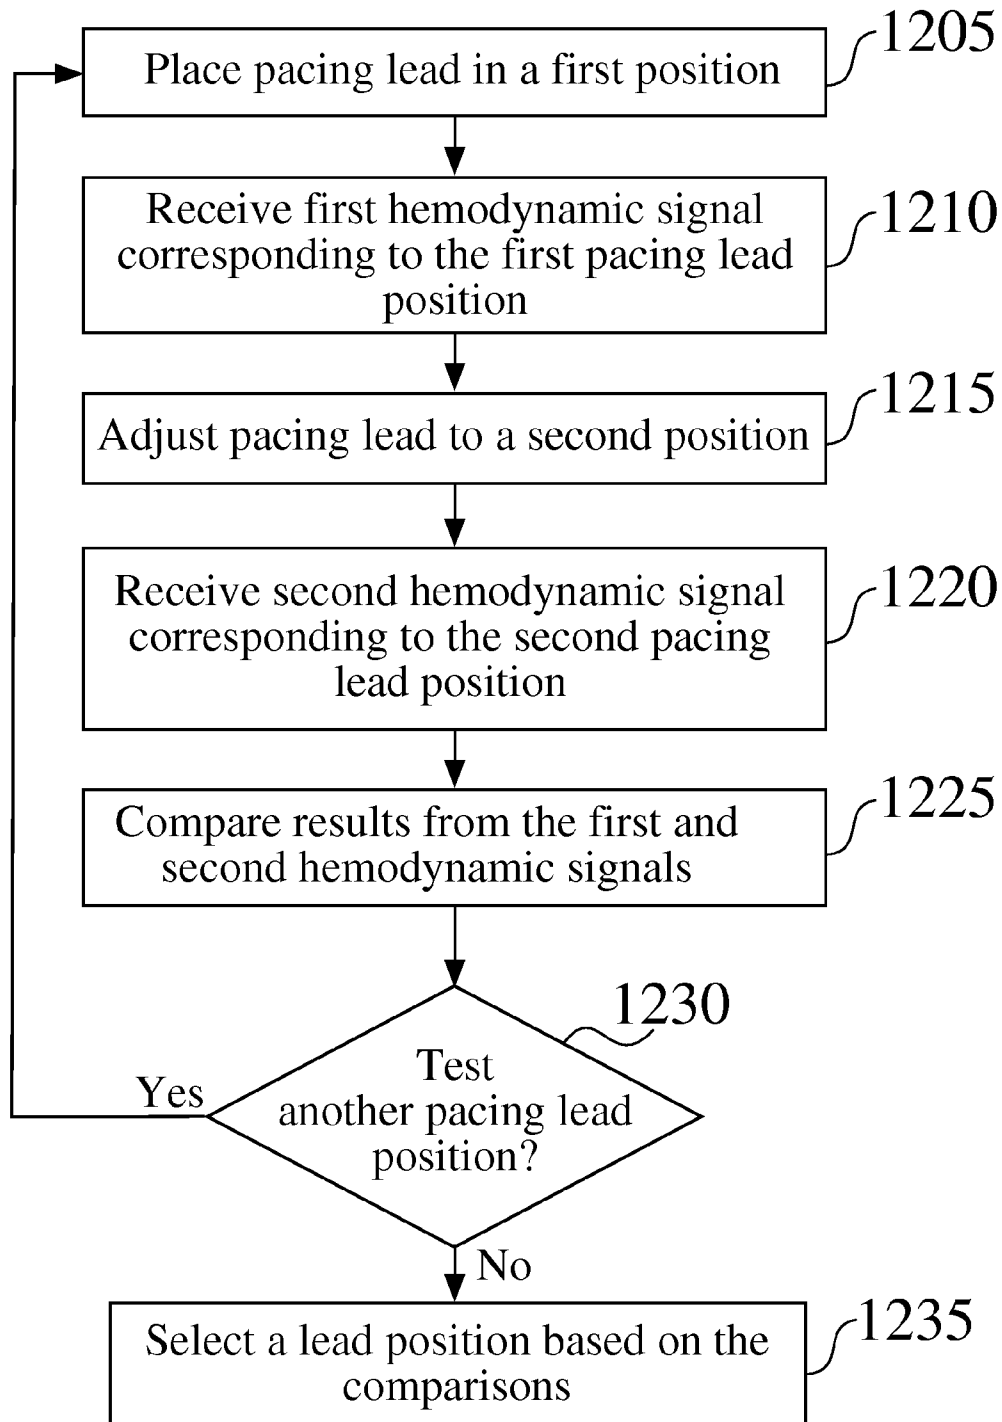 1205
Place pacing lead in a first position
1210
Receive first hemodynamic signal
corresponding to the first pacing lead
position
1215
Adjust pacing lead to a second position
1220
Receive second hemodynamic signal
corresponding to the second pacing
lead position
1225
Compare results from the first and
second hemodynamic signals
1230
Test
another pacing lead
position?
Yes
No
1235
Select a lead position based on the
comparisons